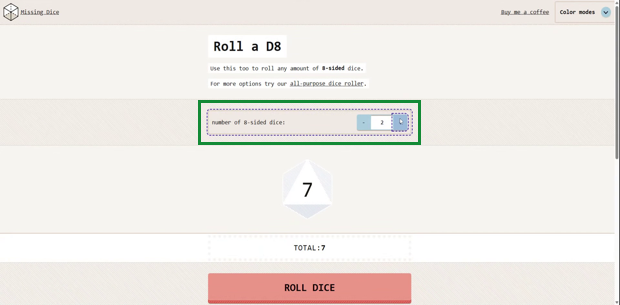 Missing Dice
Buy me a coffee
Color modes
Roll a D8
Use this too to roll any amount of 8-sided dice.
For more options try our all-purpose dice roller.
number of 8-sided dice:
- 2 +
7
TOTAL:7
ROLL DICE